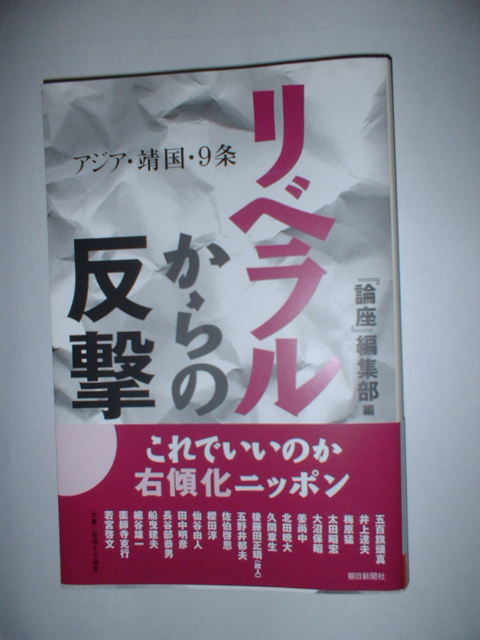 リベラル
からの
反撃
アジア・靖国・9条
『論座』編集部 編
これでいいのか
右傾化ニッポン
五百旗頭真
井上達夫
梅原猛
太田昭宏
大沼保昭
姜尚中
北田暁大
久間章生
後藤田正晴(故人)
五野井郁夫
佐伯啓思
櫻田淳
仙谷由人
田中明彦
長谷部恭男
船曳建夫
細谷雄一
薬師寺克行
若宮啓文
朝日新聞社